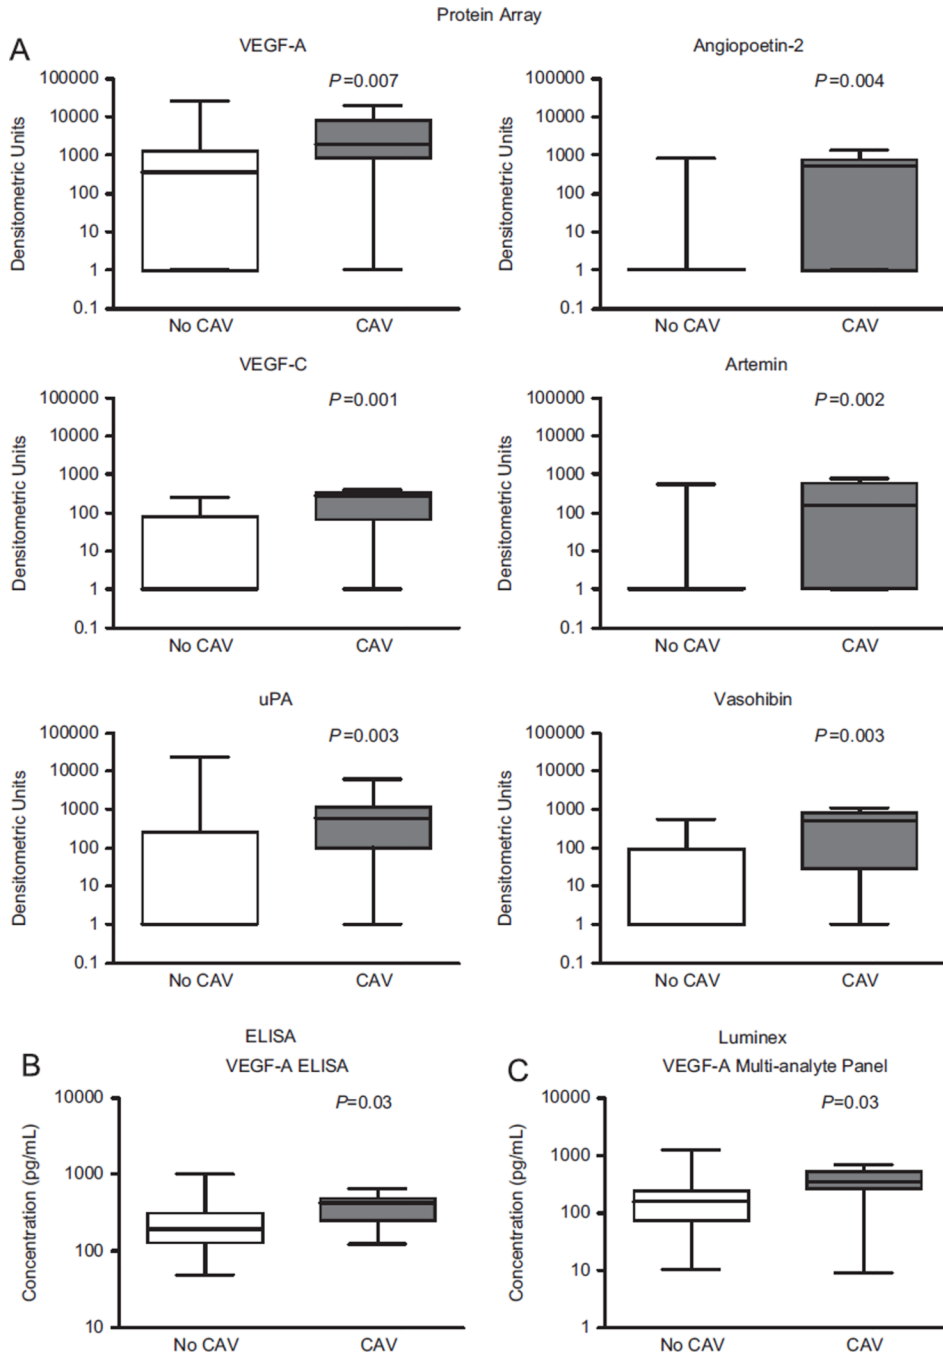 Protein Array
A
VEGF-A
P=0.007
Densitometric Units
100000
10000
1000
100
10
1
0.1
No CAV
CAV
Angiopoetin-2
P=0.004
Densitometric Units
100000
10000
1000
100
10
1
0.1
No CAV
CAV
VEGF-C
P=0.001
Densitometric Units
100000
10000
1000
100
10
1
0.1
No CAV
CAV
Artemin
P=0.002
Densitometric Units
100000
10000
1000
100
10
1
0.1
No CAV
CAV
uPA
P=0.003
Densitometric Units
100000
10000
1000
100
10
1
0.1
No CAV
CAV
Vasohibin
P=0.003
Densitometric Units
100000
10000
1000
100
10
1
0.1
No CAV
CAV
B
ELISA
VEGF-A ELISA
P=0.03
Concentration (pg/mL)
10000
1000
100
10
No CAV
CAV
C
Luminex
VEGF-A Multi-analyte Panel
P=0.03
Concentration (pg/mL)
10000
1000
100
10
1
No CAV
CAV